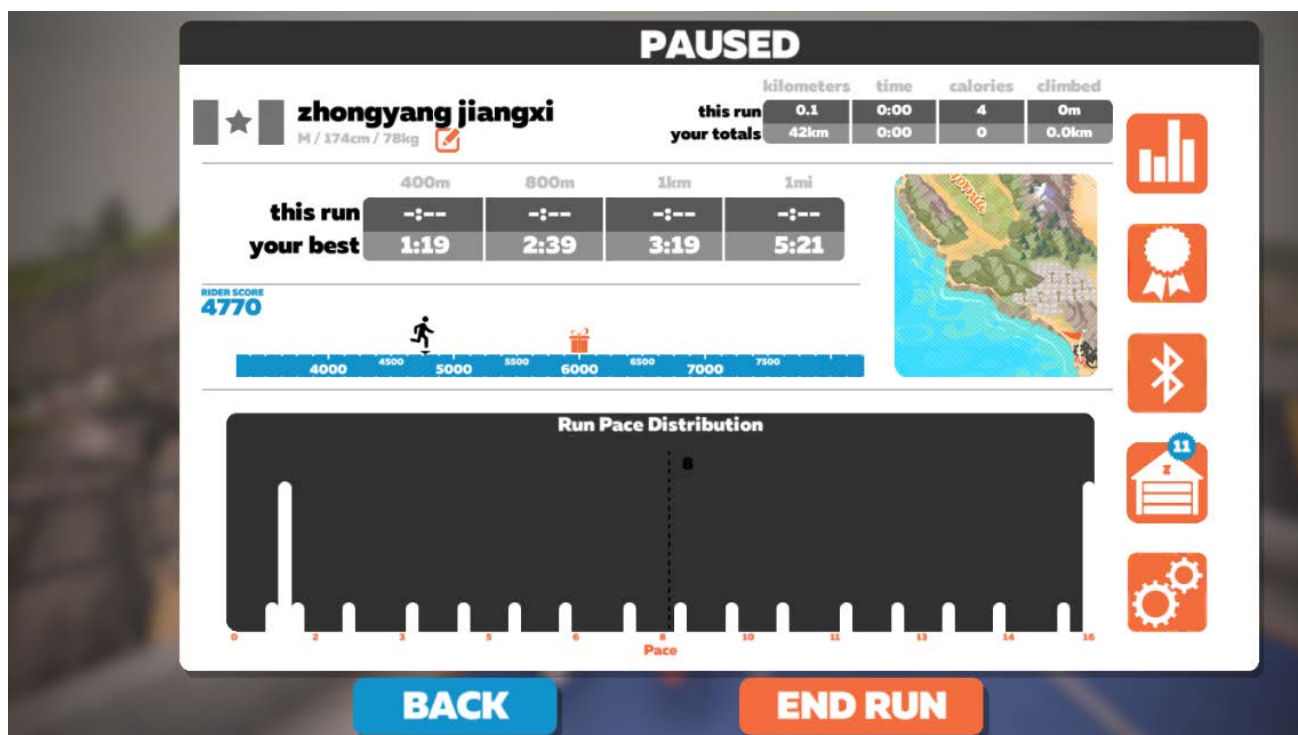 PAUSED
kilometers time calories climbed
zhongyang jiangxi
M / 174cm / 78kg
this run 0.1 0:00 4 0m
your totals 42km 0:00 0 0.0km
400m 800m 1km 1mi
this run -:-- -:-- -:-- -:--
your best 1:19 2:39 3:19 5:21
RIDER SCORE
4770
4000 4500 5000 5500 6000 6500 7000 7500
Run Pace Distribution
8
11
Z
0 2 3 5 6 8 10 11 13 14 16
Pace
BACK END RUN